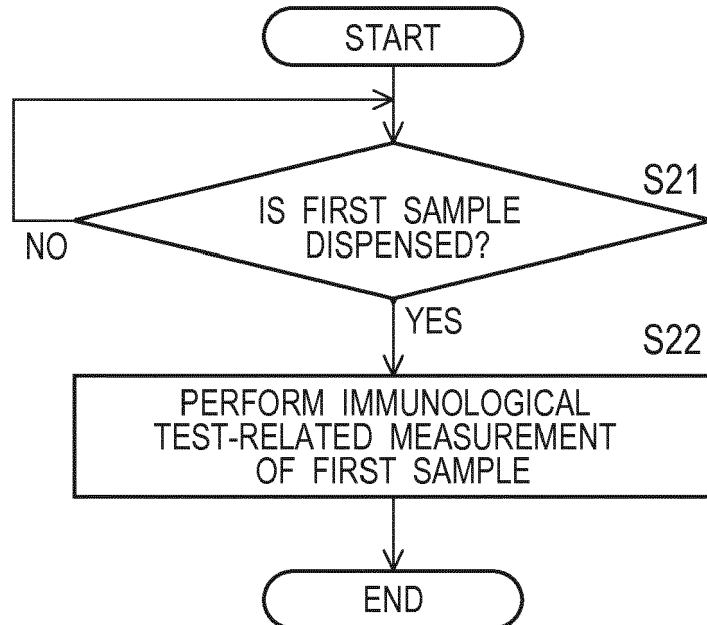 START
S21
IS FIRST SAMPLE
DISPENSED?
NO
YES
S22
PERFORM IMMUNOLOGICAL
TEST-RELATED MEASUREMENT
OF FIRST SAMPLE
END